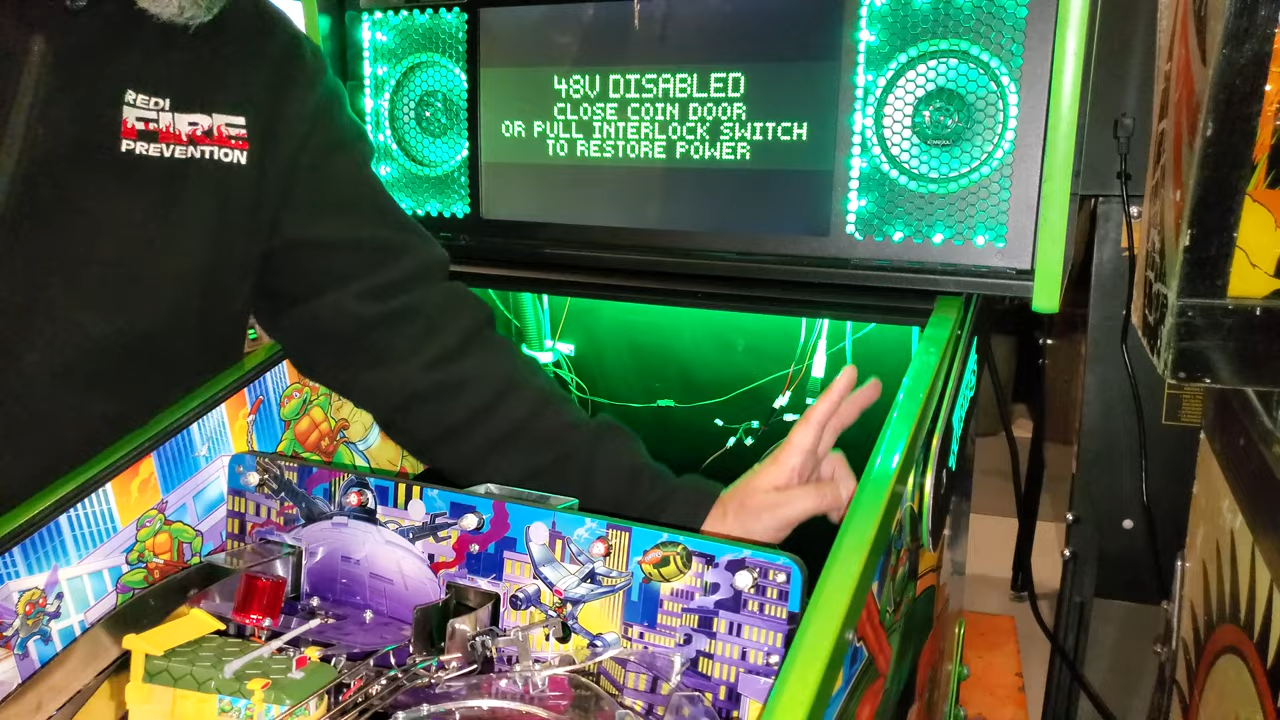 REDI
FIRE
PREVENTION
48V DISABLED
CLOSE COIN DOOR
OR PULL INTERLOCK SWITCH
TO RESTORE POWER